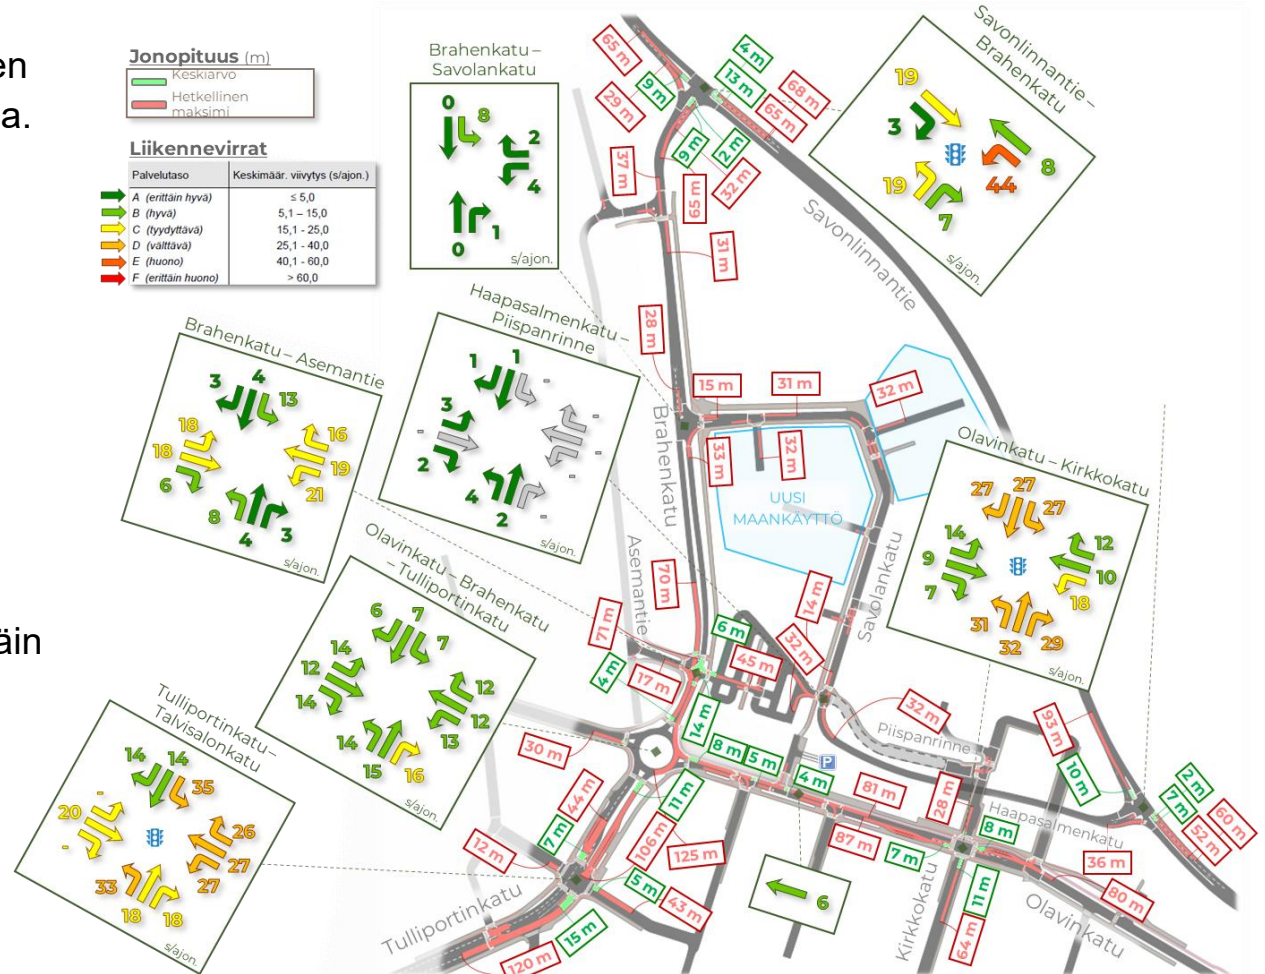 en
a.
äin
Jonopituus (m)
Keskiarvo
Hetkellinen
maksimi
Liikennevirrat
Palvelutaso
Keskimäär. viivytys (s/ajon.)
A (erittäin hyvä)
≤ 5,0
B (hyvä)
5,1 – 15,0
C (tyydyttävä)
15,1 - 25,0
D (välttävä)
25,1 - 40,0
E (huono)
40,1 - 60,0
F (erittäin huono)
> 60,0
Brahenkatu –
Savolankatu
0
8
2
4
0
1
s/ajon.
65 m
29 m
9 m
4 m
13 m
68 m
65 m
9 m
2 m
32 m
37 m
65 m
31 m
Savonlinnantie
Savonlinnantie –
Brahenkatu
19
3
19
7
8
44
s/ajon.
Haapasalmenkatu –
Piispanrinne
1
1
-
3
-
2
-
-
-
4
2
-
s/ajon.
28 m
15 m
31 m
32 m
33 m
32 m
Brahenkatu
UUSI
MAANKÄYTTÖ
Brahenkatu – Asemantie
3
4
13
18
18
6
16
19
21
8
4
3
s/ajon.
Olavinkatu – Kirkkokatu
27
27
27
14
9
7
12
10
18
31
32
29
s/ajon.
Olavinkatu – Brahenkatu
– Tulliportinkatu
6
7
7
14
12
14
12
12
13
14
15
16
s/ajon.
Asemantie
70 m
71 m
4 m
17 m
6 m
45 m
14 m
32 m
14 m
Savolankatu
32 m
Piispanrinne
30 m
8 m
5 m
4 m
P
11 m
44 m
7 m
106 m
125 m
12 m
5 m
43 m
15 m
120 m
Tulliportinkatu
Tulliportinkatu –
Talvisalonkatu
14
14
35
-
20
-
26
27
27
33
18
18
s/ajon.
6
81 m
87 m
28 m
7 m
8 m
11 m
64 m
Kirkkokatu
Haapasalmenkatu
93 m
10 m
2 m
7 m
60 m
52 m
36 m
80 m
Olavinkatu